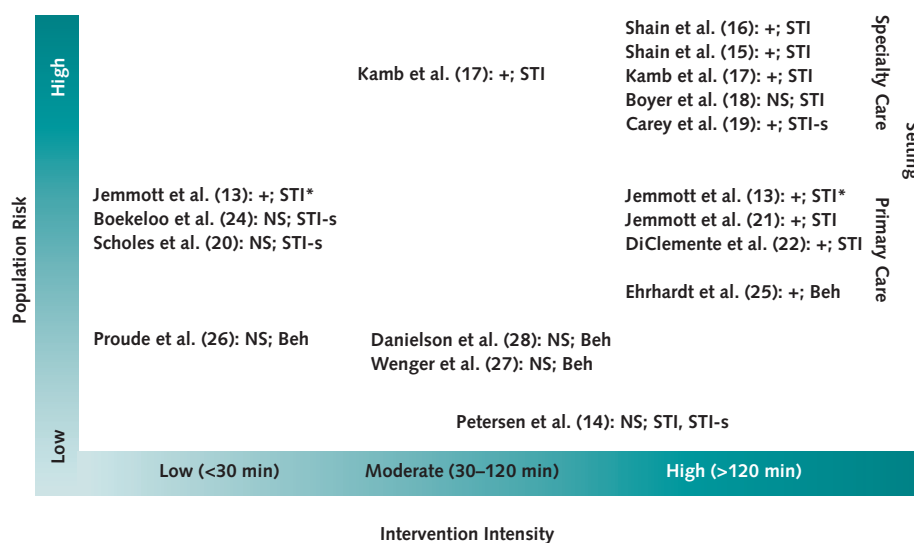 Shain et al. (16): +; STI
Shain et al. (15): +; STI
Kamb et al. (17): +; STI
Kamb et al. (17): +; STI
Boyer et al. (18): NS; STI
Carey et al. (19): +; STI-s
Specialty Care
High
Setting
Jemmott et al. (13): +; STI*
Boekeloo et al. (24): NS; STI-s
Scholes et al. (20): NS; STI-s
Jemmott et al. (13): +; STI*
Jemmott et al. (21): +; STI
DiClemente et al. (22): +; STI
Primary Care
Population Risk
Ehrhardt et al. (25): +; Beh
Proude et al. (26): NS; Beh
Danielson et al. (28): NS; Beh
Wenger et al. (27): NS; Beh
Petersen et al. (14): NS; STI, STI-s
Low
Low (<30 min)
Moderate (30–120 min)
High (>120 min)
Intervention Intensity